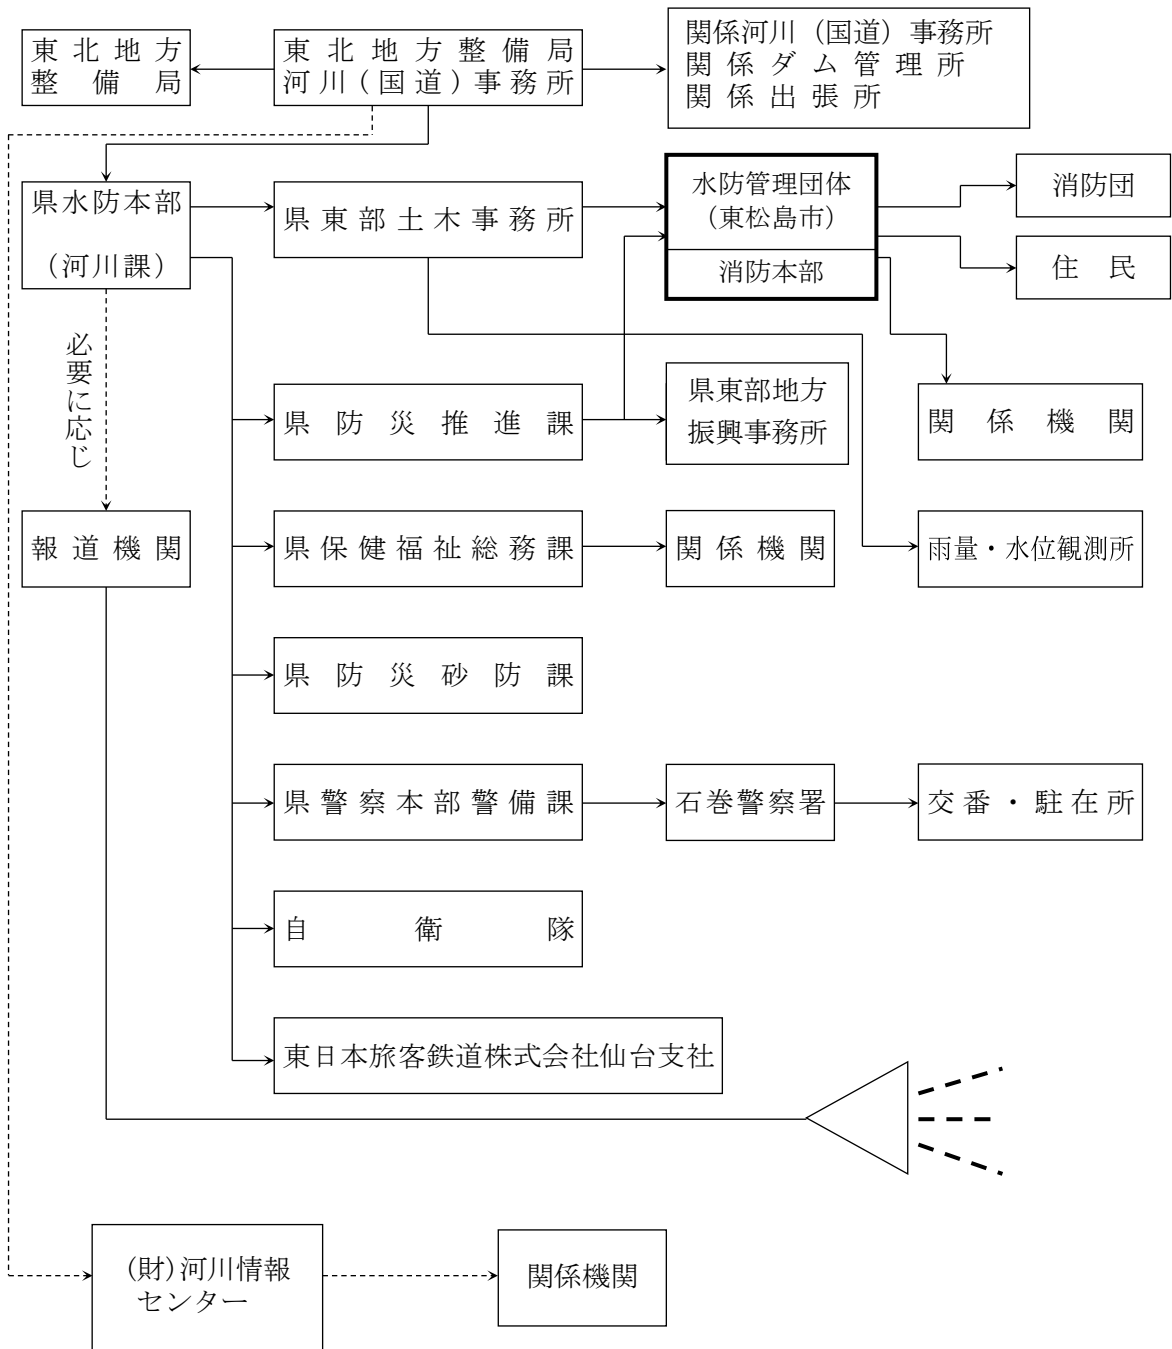 東北地方
整備局
東北地方整備局
河川(国道)事務所
関係河川（国道）事務所
関係ダム管理所
関係出張所
県水防本部
（河川課）
県東部土木事務所
水防管理団体
（東松島市）
消防本部
消防団
住民
必要に応じ
県防災推進課
県東部地方
振興事務所
関係機関
報道機関
県保健福祉総務課
関係機関
雨量・水位観測所
県防災砂防課
県警察本部警備課
石巻警察署
交番・駐在所
自衛隊
東日本旅客鉄道株式会社仙台支社
(財)河川情報
センター
関係機関